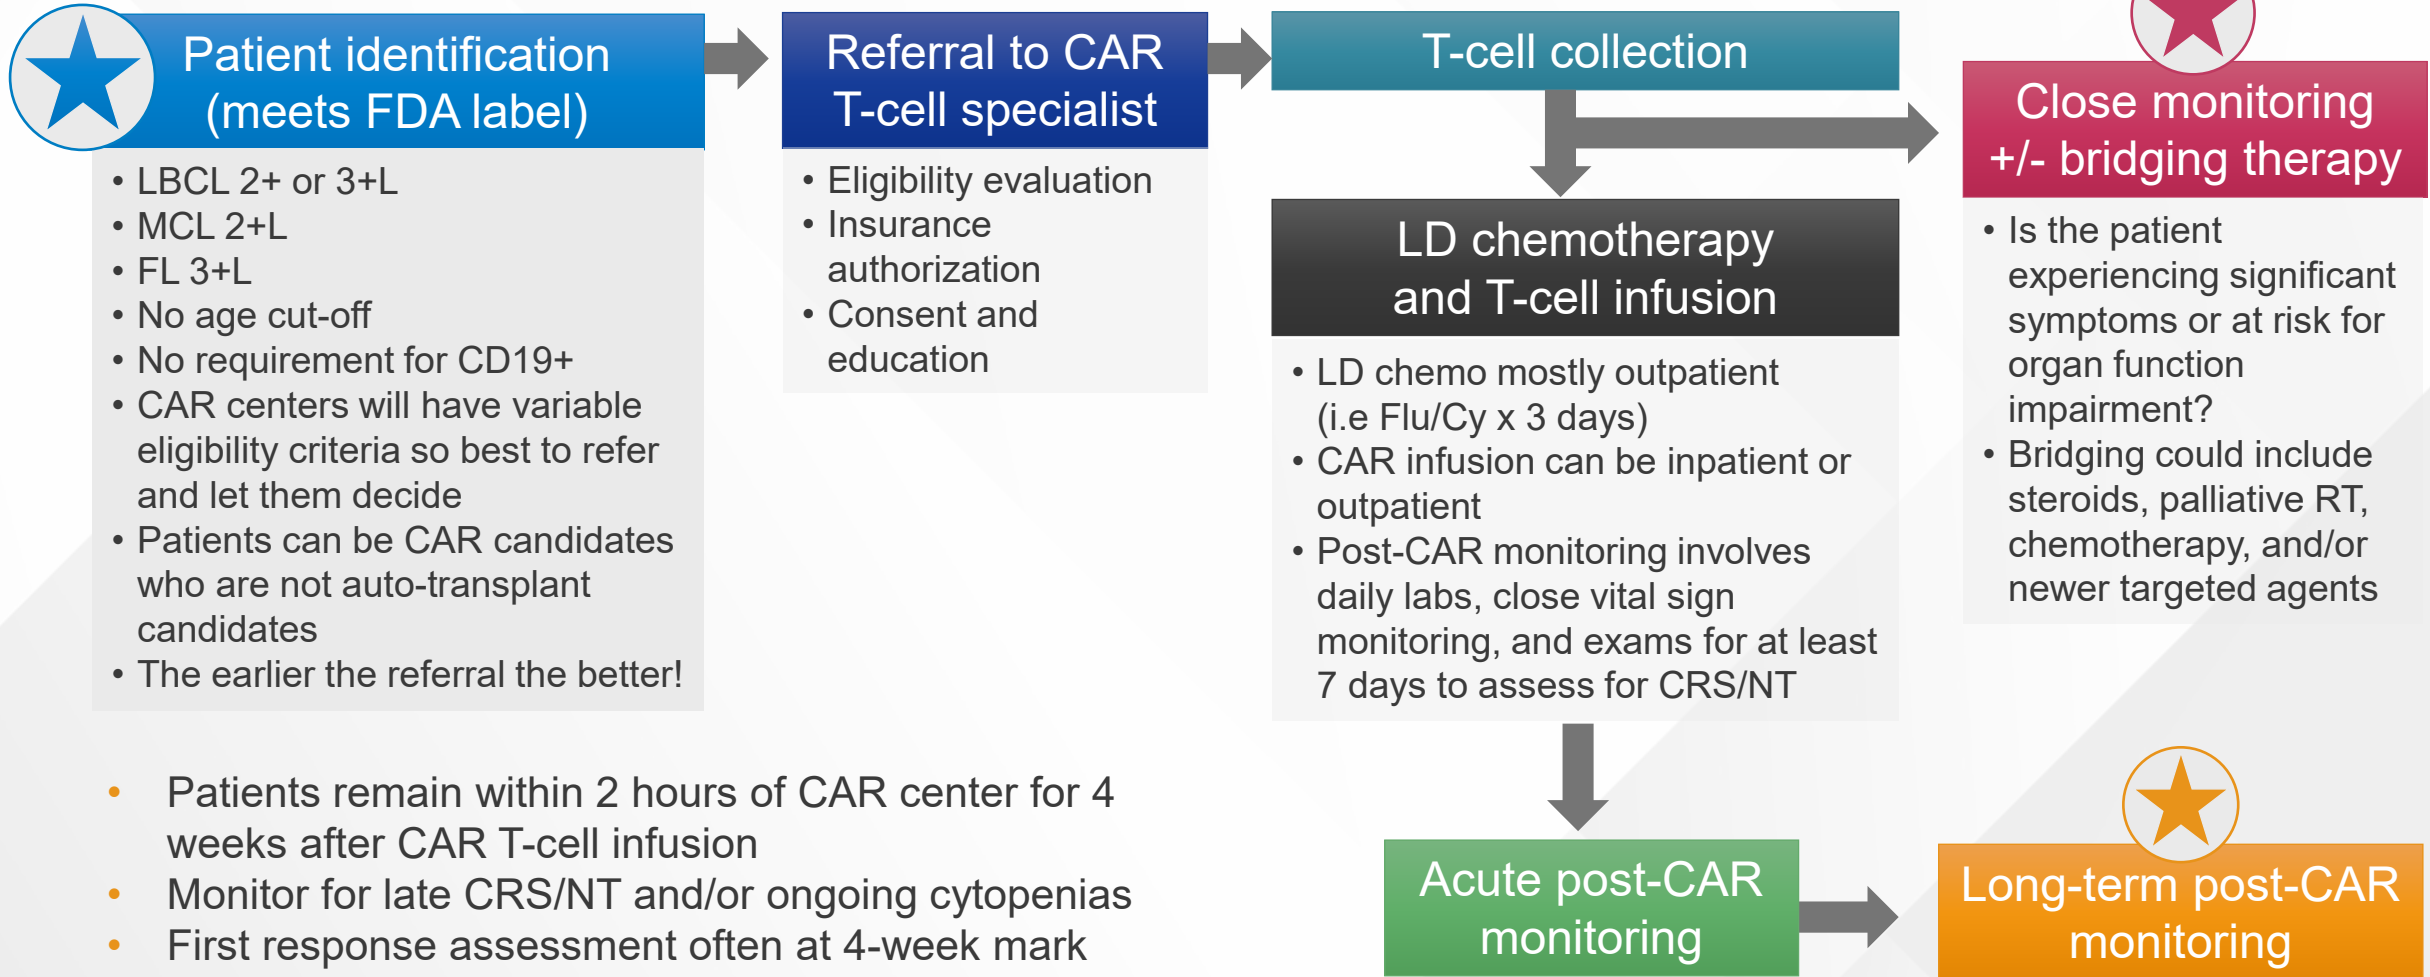 Patient identification
(meets FDA label)
• LBCL 2+ or 3+L
• MCL 2+L
• FL 3+L
• No age cut-off
• No requirement for CD19+
• CAR centers will have variable
eligibility criteria so best to refer
and let them decide
• Patients can be CAR candidates
who are not auto-transplant
candidates
• The earlier the referral the better!
Referral to CAR
T-cell specialist
• Eligibility evaluation
• Insurance
authorization
• Consent and
education
T-cell collection
LD chemotherapy
and T-cell infusion
• LD chemo mostly outpatient
(i.e Flu/Cy x 3 days)
• CAR infusion can be inpatient or
outpatient
• Post-CAR monitoring involves
daily labs, close vital sign
monitoring, and exams for at least
7 days to assess for CRS/NT
Close monitoring
+/- bridging therapy
• Is the patient
experiencing significant
symptoms or at risk for
organ function
impairment?
• Bridging could include
steroids, palliative RT,
chemotherapy, and/or
newer targeted agents
• Patients remain within 2 hours of CAR center for 4
weeks after CAR T-cell infusion
• Monitor for late CRS/NT and/or ongoing cytopenias
• First response assessment often at 4-week mark
Acute post-CAR
monitoring
Long-term post-CAR
monitoring